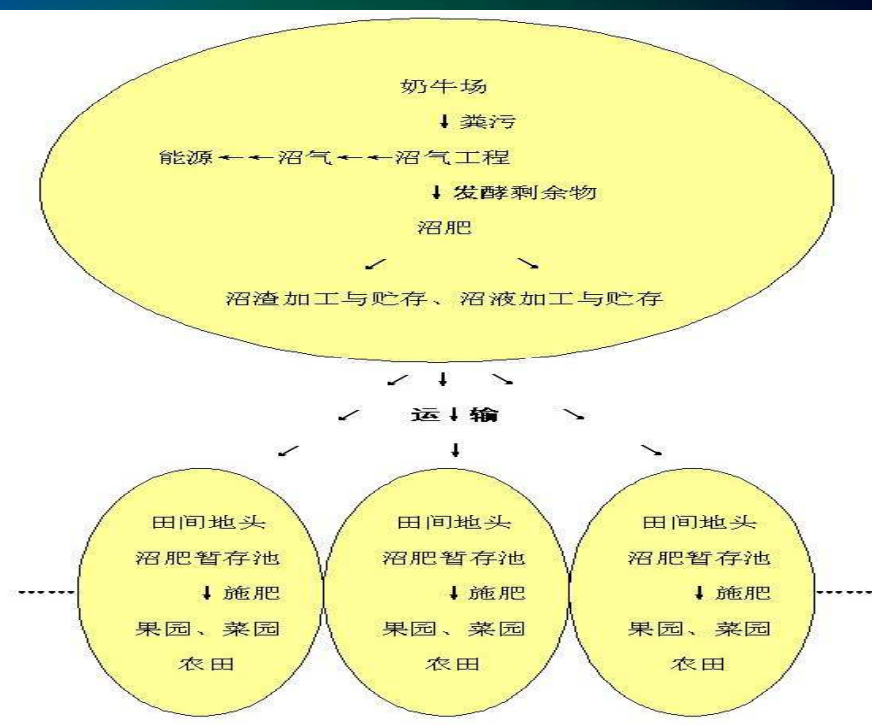 奶牛场
↓粪污
能源←←沼气←←沼气工程
↓发酵剩余物
沼肥
↙ ↘
沼渣加工与贮存、沼液加工与贮存
↙ ↓ ↘
↙ 运↓输 ↘
↙ ↓ ↘
田间地头
沼肥暂存池
↓施肥
果园、菜园
农田
田间地头
沼肥暂存池
↓施肥
果园、菜园
农田
田间地头
沼肥暂存池
↓施肥
果园、菜园
农田